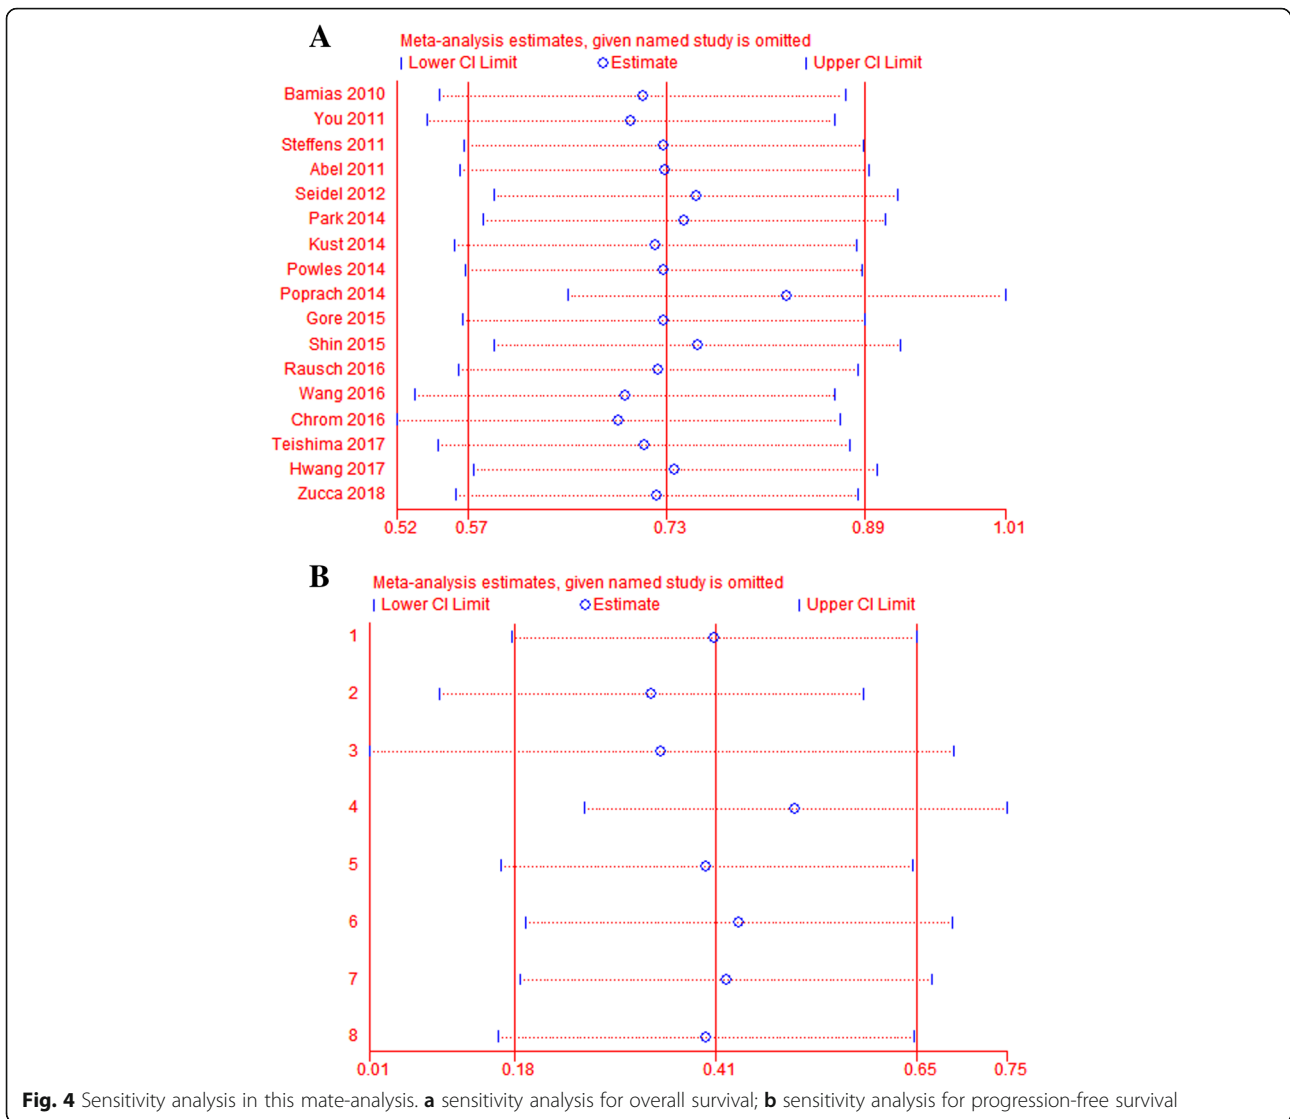 A
Meta-analysis estimates, given named study is omitted
Lower CI Limit Estimate Upper CI Limit
Bamias 2010
You 2011
Steffens 2011
Abel 2011
Seidel 2012
Park 2014
Kust 2014
Powles 2014
Poprach 2014
Gore 2015
Shin 2015
Rausch 2016
Wang 2016
Chrom 2016
Teishima 2017
Hwang 2017
Zucca 2018
0.52 0.57 0.73 0.89 1.01
B
Meta-analysis estimates, given named study is omitted
Lower CI Limit Estimate Upper CI Limit
1
2
3
4
5
6
7
8
0.01 0.18 0.41 0.65 0.75
Fig. 4 Sensitivity analysis in this mate-analysis. a sensitivity analysis for overall survival; b sensitivity analysis for progression-free survival